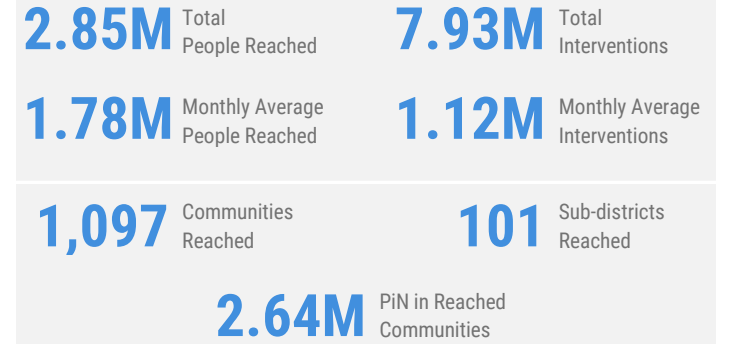 2.85M Total
People Reached
7.93M Total
Interventions
1.78M Monthly Average
People Reached
1.12M Monthly Average
Interventions
1,097 Communities
Reached
101 Sub-districts
Reached
2.64M PiN in Reached
Communities